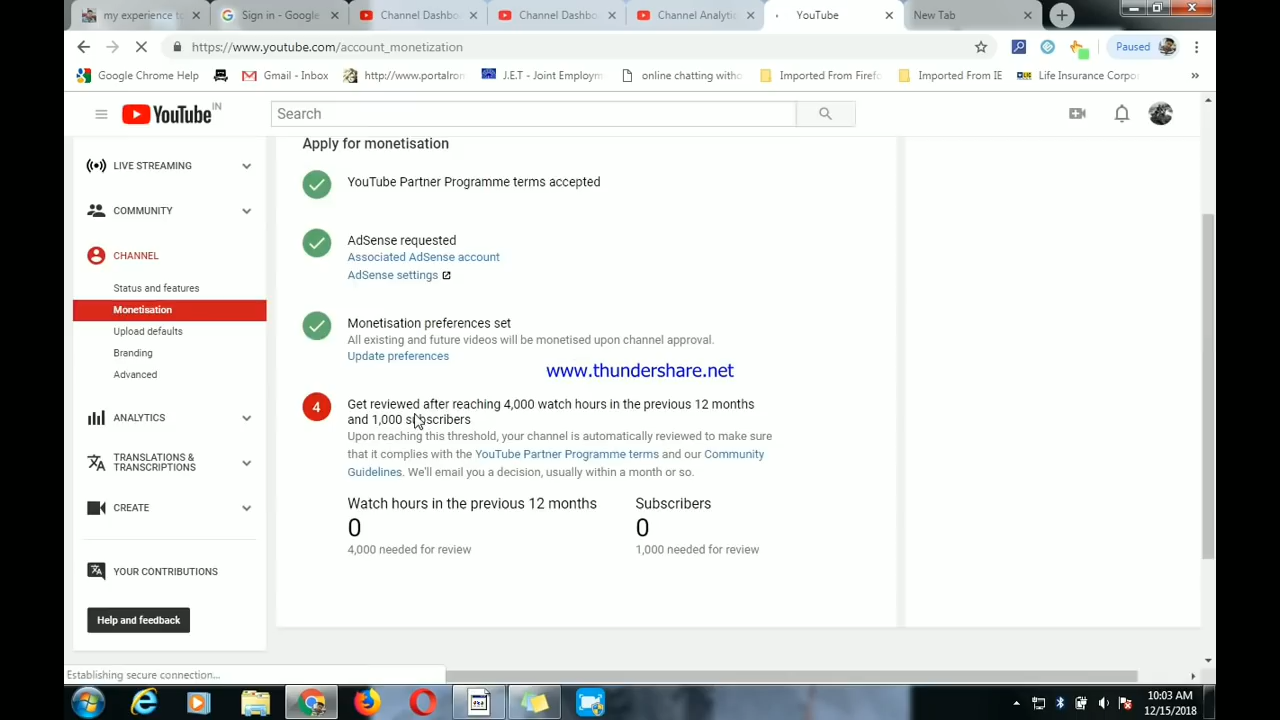 my experience t
Sign in - Google
Channel Dashbo
Channel Dashbo
Channel Analyti
YouTube
New Tab
https://www.youtube.com/account_monetization
Paused
Google Chrome Help
Gmail - Inbox
http://www.portalror
J.E.T - Joint Employm
online chatting witho
Imported From Firefo
Imported From IE
Life Insurance Corpo
»
YouTube IN
Search
LIVE STREAMING
COMMUNITY
CHANNEL
Status and features
Monetisation
Upload defaults
Branding
Advanced
ANALYTICS
TRANSLATIONS &
TRANSCRIPTIONS
CREATE
YOUR CONTRIBUTIONS
Help and feedback
Apply for monetisation
YouTube Partner Programme terms accepted
AdSense requested
Associated AdSense account
AdSense settings
Monetisation preferences set
All existing and future videos will be monetised upon channel approval.
Update preferences
www.thundershare.net
4
Get reviewed after reaching 4,000 watch hours in the previous 12 months
and 1,000 subscribers
Upon reaching this threshold, your channel is automatically reviewed to make sure
that it complies with the YouTube Partner Programme terms and our Community
Guidelines. We'll email you a decision, usually within a month or so.
Watch hours in the previous 12 months
0
4,000 needed for review
Subscribers
0
1,000 needed for review
Establishing secure connection...
10:03 AM
12/15/2018